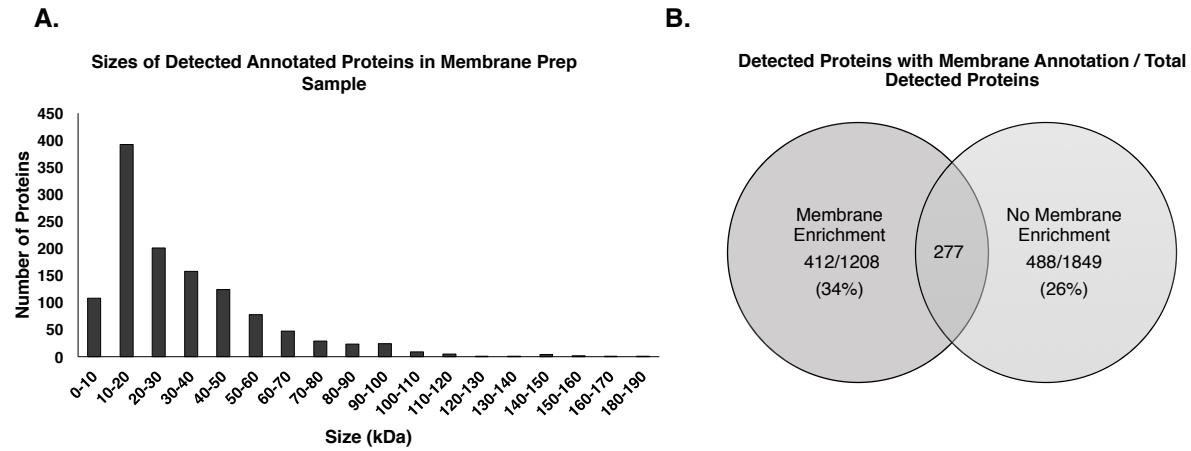 A.
Sizes of Detected Annotated Proteins in Membrane Prep
Sample
450
400
350
300
250
200
150
100
50
0
Number of Proteins
0-10
10-20
20-30
30-40
40-50
50-60
60-70
70-80
80-90
90-100
100-110
110-120
120-130
130-140
140-150
150-160
160-170
180-190
Size (kDa)
B.
Detected Proteins with Membrane Annotation / Total
Detected Proteins
Membrane
Enrichment
412/1208
(34%)
277
No Membrane
Enrichment
488/1849
(26%)